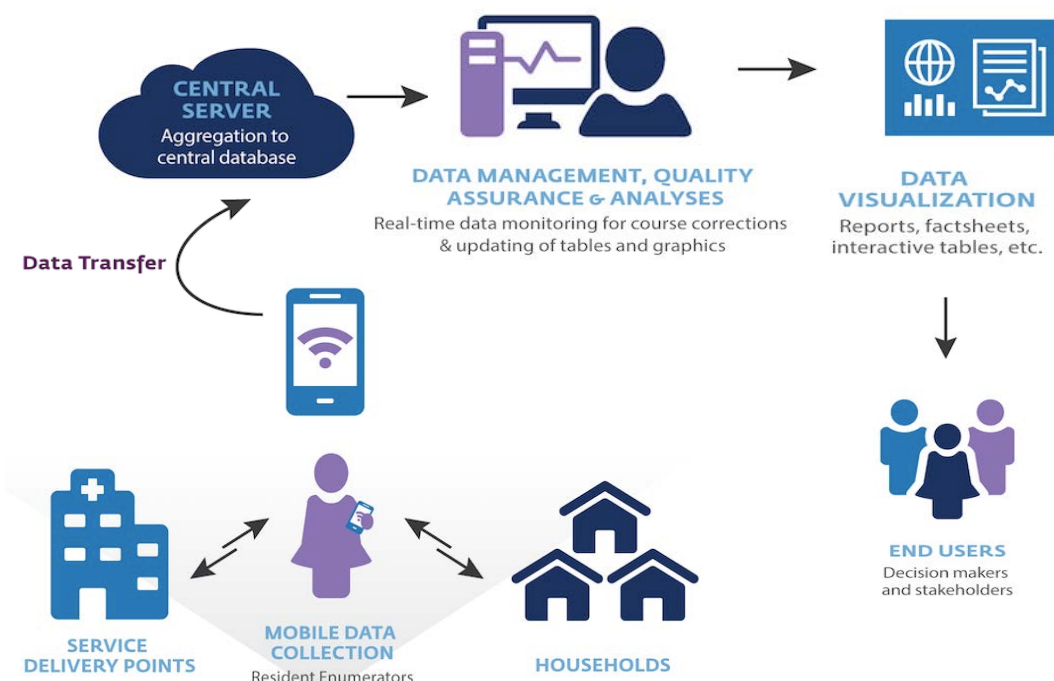 CENTRAL
SERVER
Aggregation to
central database
DATA MANAGEMENT, QUALITY
ASSURANCE & ANALYSES
Real-time data monitoring for course corrections
& updating of tables and graphics
DATA
VISUALIZATION
Reports, factsheets,
interactive tables, etc.
Data Transfer
END USERS
Decision makers
and stakeholders
SERVICE
DELIVERY POINTS
MOBILE DATA
COLLECTION
Resident Enumerators
HOUSEHOLDS